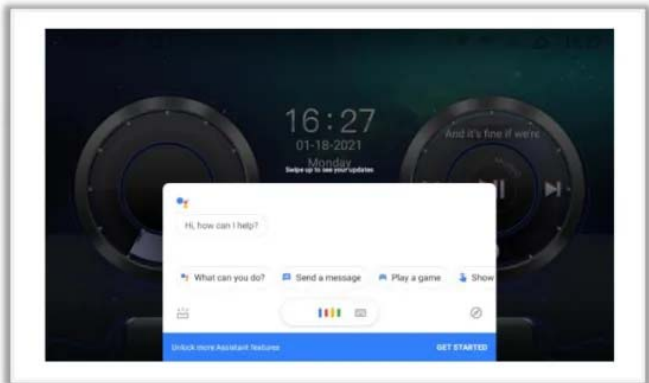 16:27
01-18-2021
Monday
Swipe up to see your updates
And it's fine if we're
Hi, how can I help?
What can you do?
Send a message
Play a game
Show
Unlock more Assistant features
GET STARTED